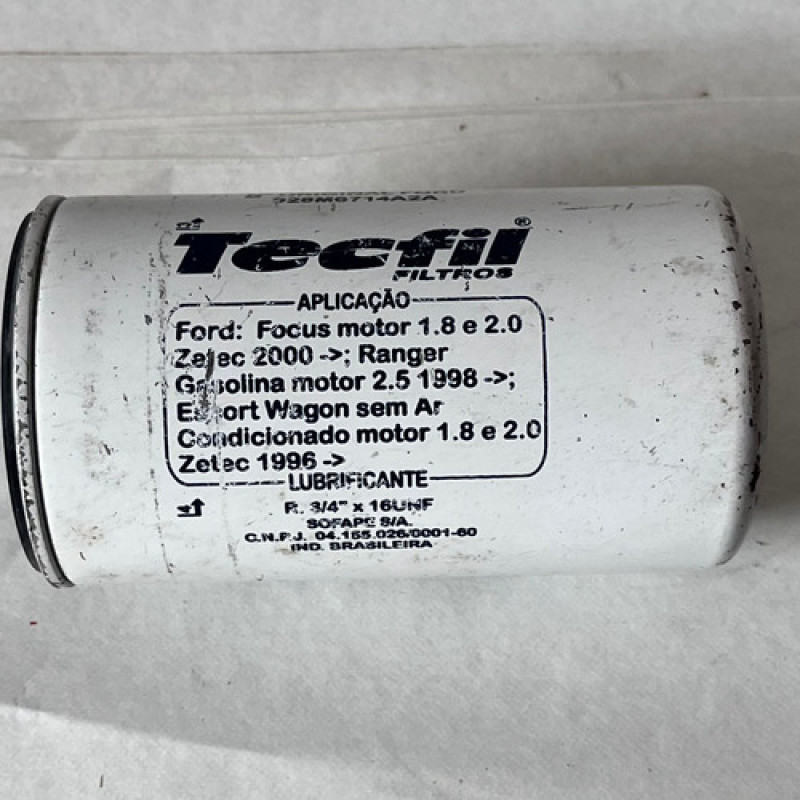 928M6714A2A
Tecfil®
FILTROS
APLICAÇÃO
Ford: Focus motor 1.8 e 2.0
Zetec 2000 ->; Ranger
Gasolina motor 2.5 1998 ->;
Escort Wagon sem Ar
Condicionado motor 1.8 e 2.0
Zetec 1996 ->
LUBRIFICANTE
R. 3/4" x 16UNF
SOFAPE S/A.
C.N.P.J. 04.155.026/0001-60
IND. BRASILEIRA